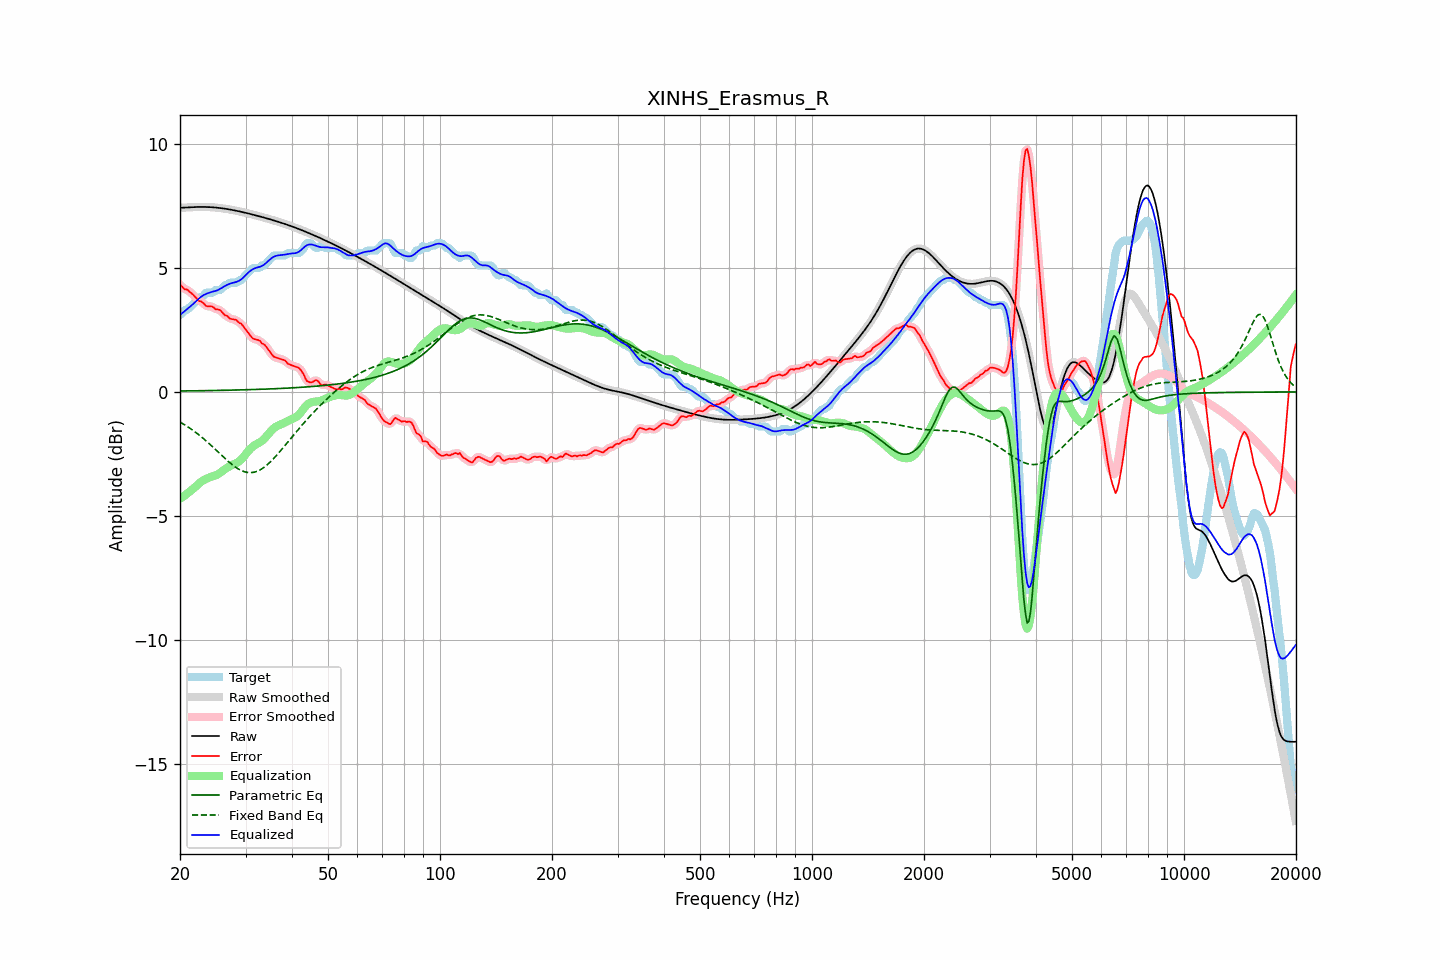 XINHS_Erasmus_R
Amplitude (dBr)
10
5
0
−5
−10
−15
Target
Raw Smoothed
Error Smoothed
Raw
Error
Equalization
Parametric Eq
Fixed Band Eq
Equalized
20 50 100 200 500 1000 2000 5000 10000 20000
Frequency (Hz)